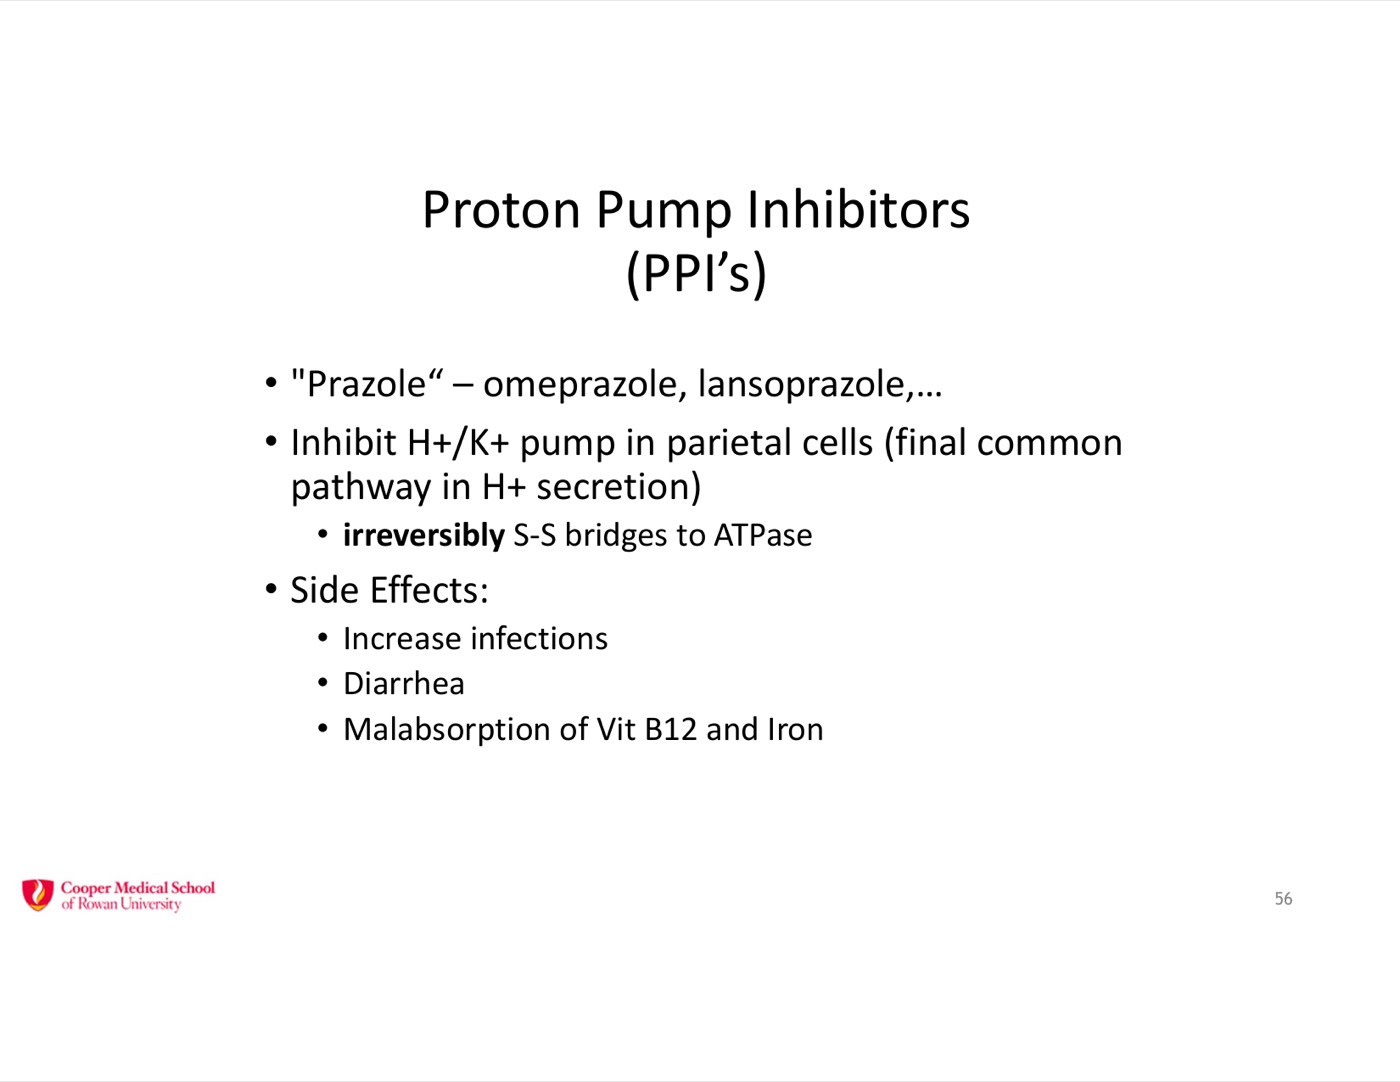 Proton Pump Inhibitors
(PPI’s)
• "Prazole“ – omeprazole, lansoprazole,...
• Inhibit H+/K+ pump in parietal cells (final common
pathway in H+ secretion)
• irreversibly S-S bridges to ATPase
• Side Effects:
• Increase infections
• Diarrhea
• Malabsorption of Vit B12 and Iron
Cooper Medical School
of Rowan University
56